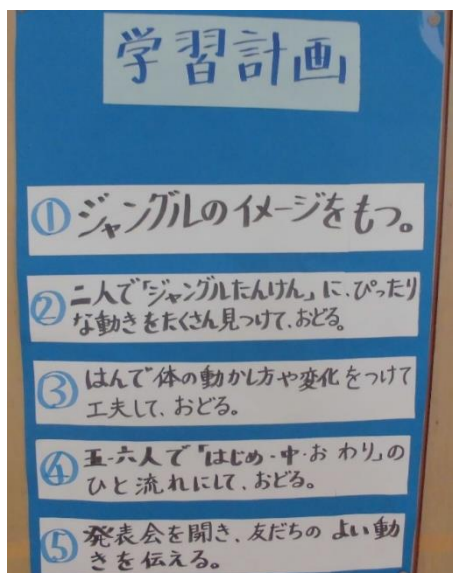 学習計画
①ジャングルのイメージをもつ。
②二人で「ジャングルたんけん」に、ぴったり
な動きをたくさん見つけて、おどる。
③はんで体の動かし方や変化をつけて
工夫して、おどる。
④五・六人で「はじめ・中・おわり」の
ひと流れにして、おどる。
⑤発表会を開き、友だちのよい動
きを伝える。